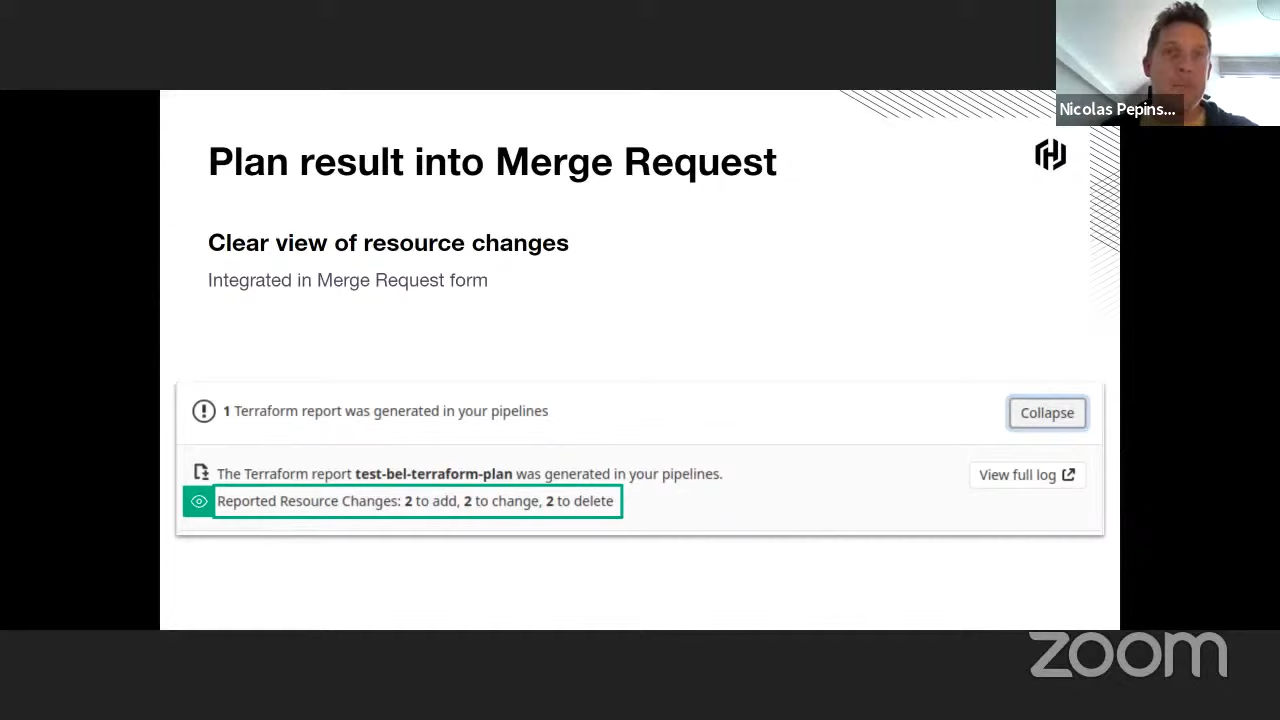 Nicolas Pepins...
Plan result into Merge Request
Clear view of resource changes
Integrated in Merge Request form
1 Terraform report was generated in your pipelines
Collapse
The Terraform report test-bel-terraform-plan was generated in your pipelines.
View full log
Reported Resource Changes: 2 to add, 2 to change, 2 to delete
zoom